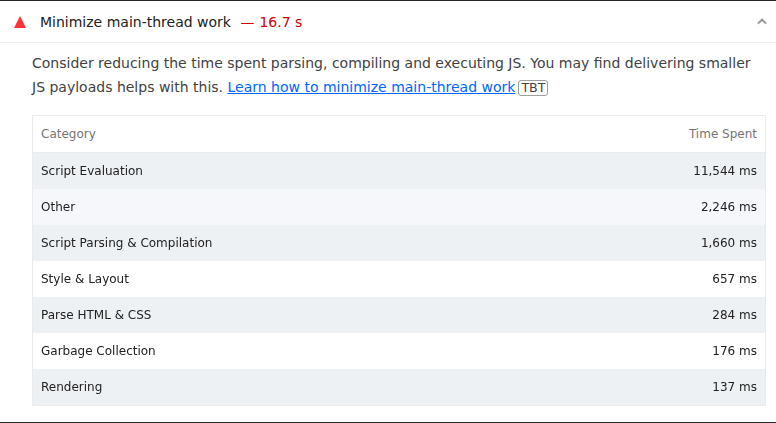 Minimize main-thread work — 16.7 s
Consider reducing the time spent parsing, compiling and executing JS. You may find delivering smaller
JS payloads helps with this. Learn how to minimize main-thread work TBT
Category Time Spent
Script Evaluation 11,544 ms
Other 2,246 ms
Script Parsing & Compilation 1,660 ms
Style & Layout 657 ms
Parse HTML & CSS 284 ms
Garbage Collection 176 ms
Rendering 137 ms